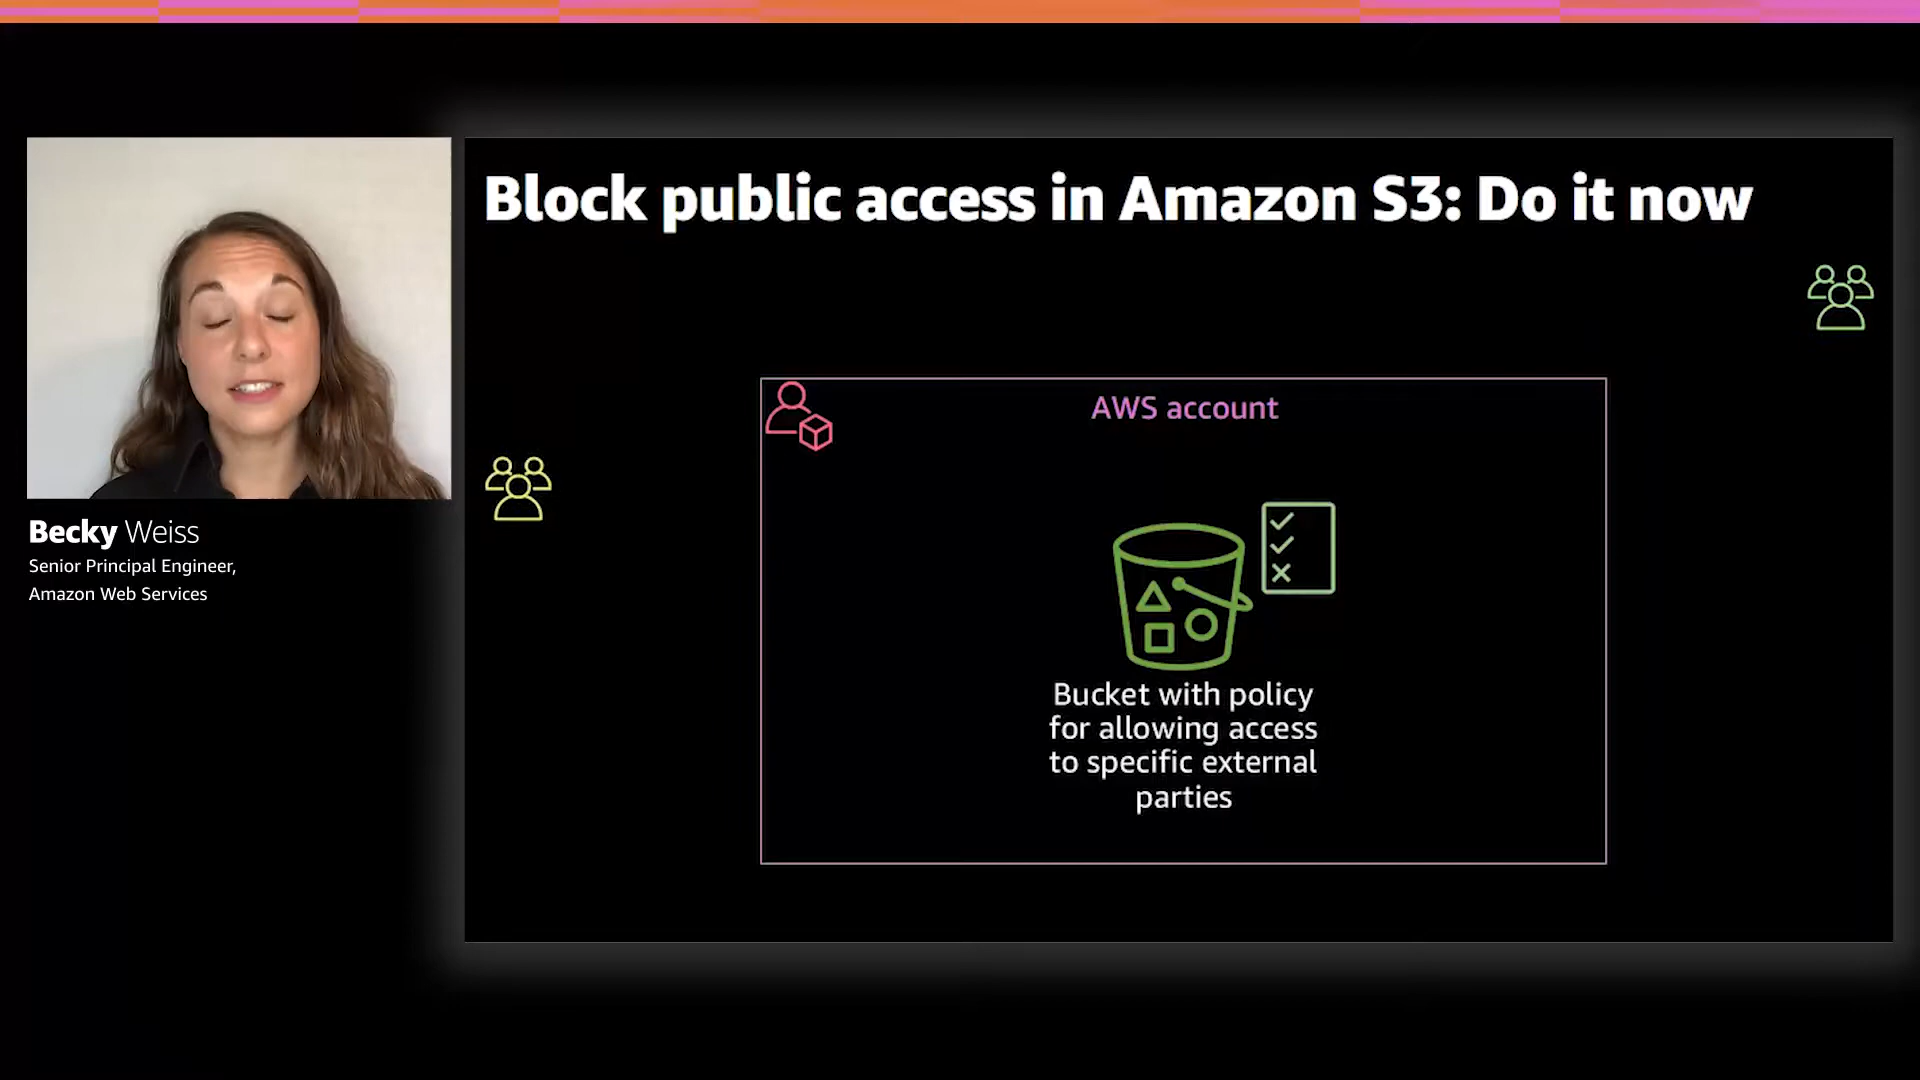 Block public access in Amazon S3: Do it now
AWS account
Bucket with policy
for allowing access
to specific external
parties
Becky Weiss
Senior Principal Engineer,
Amazon Web Services